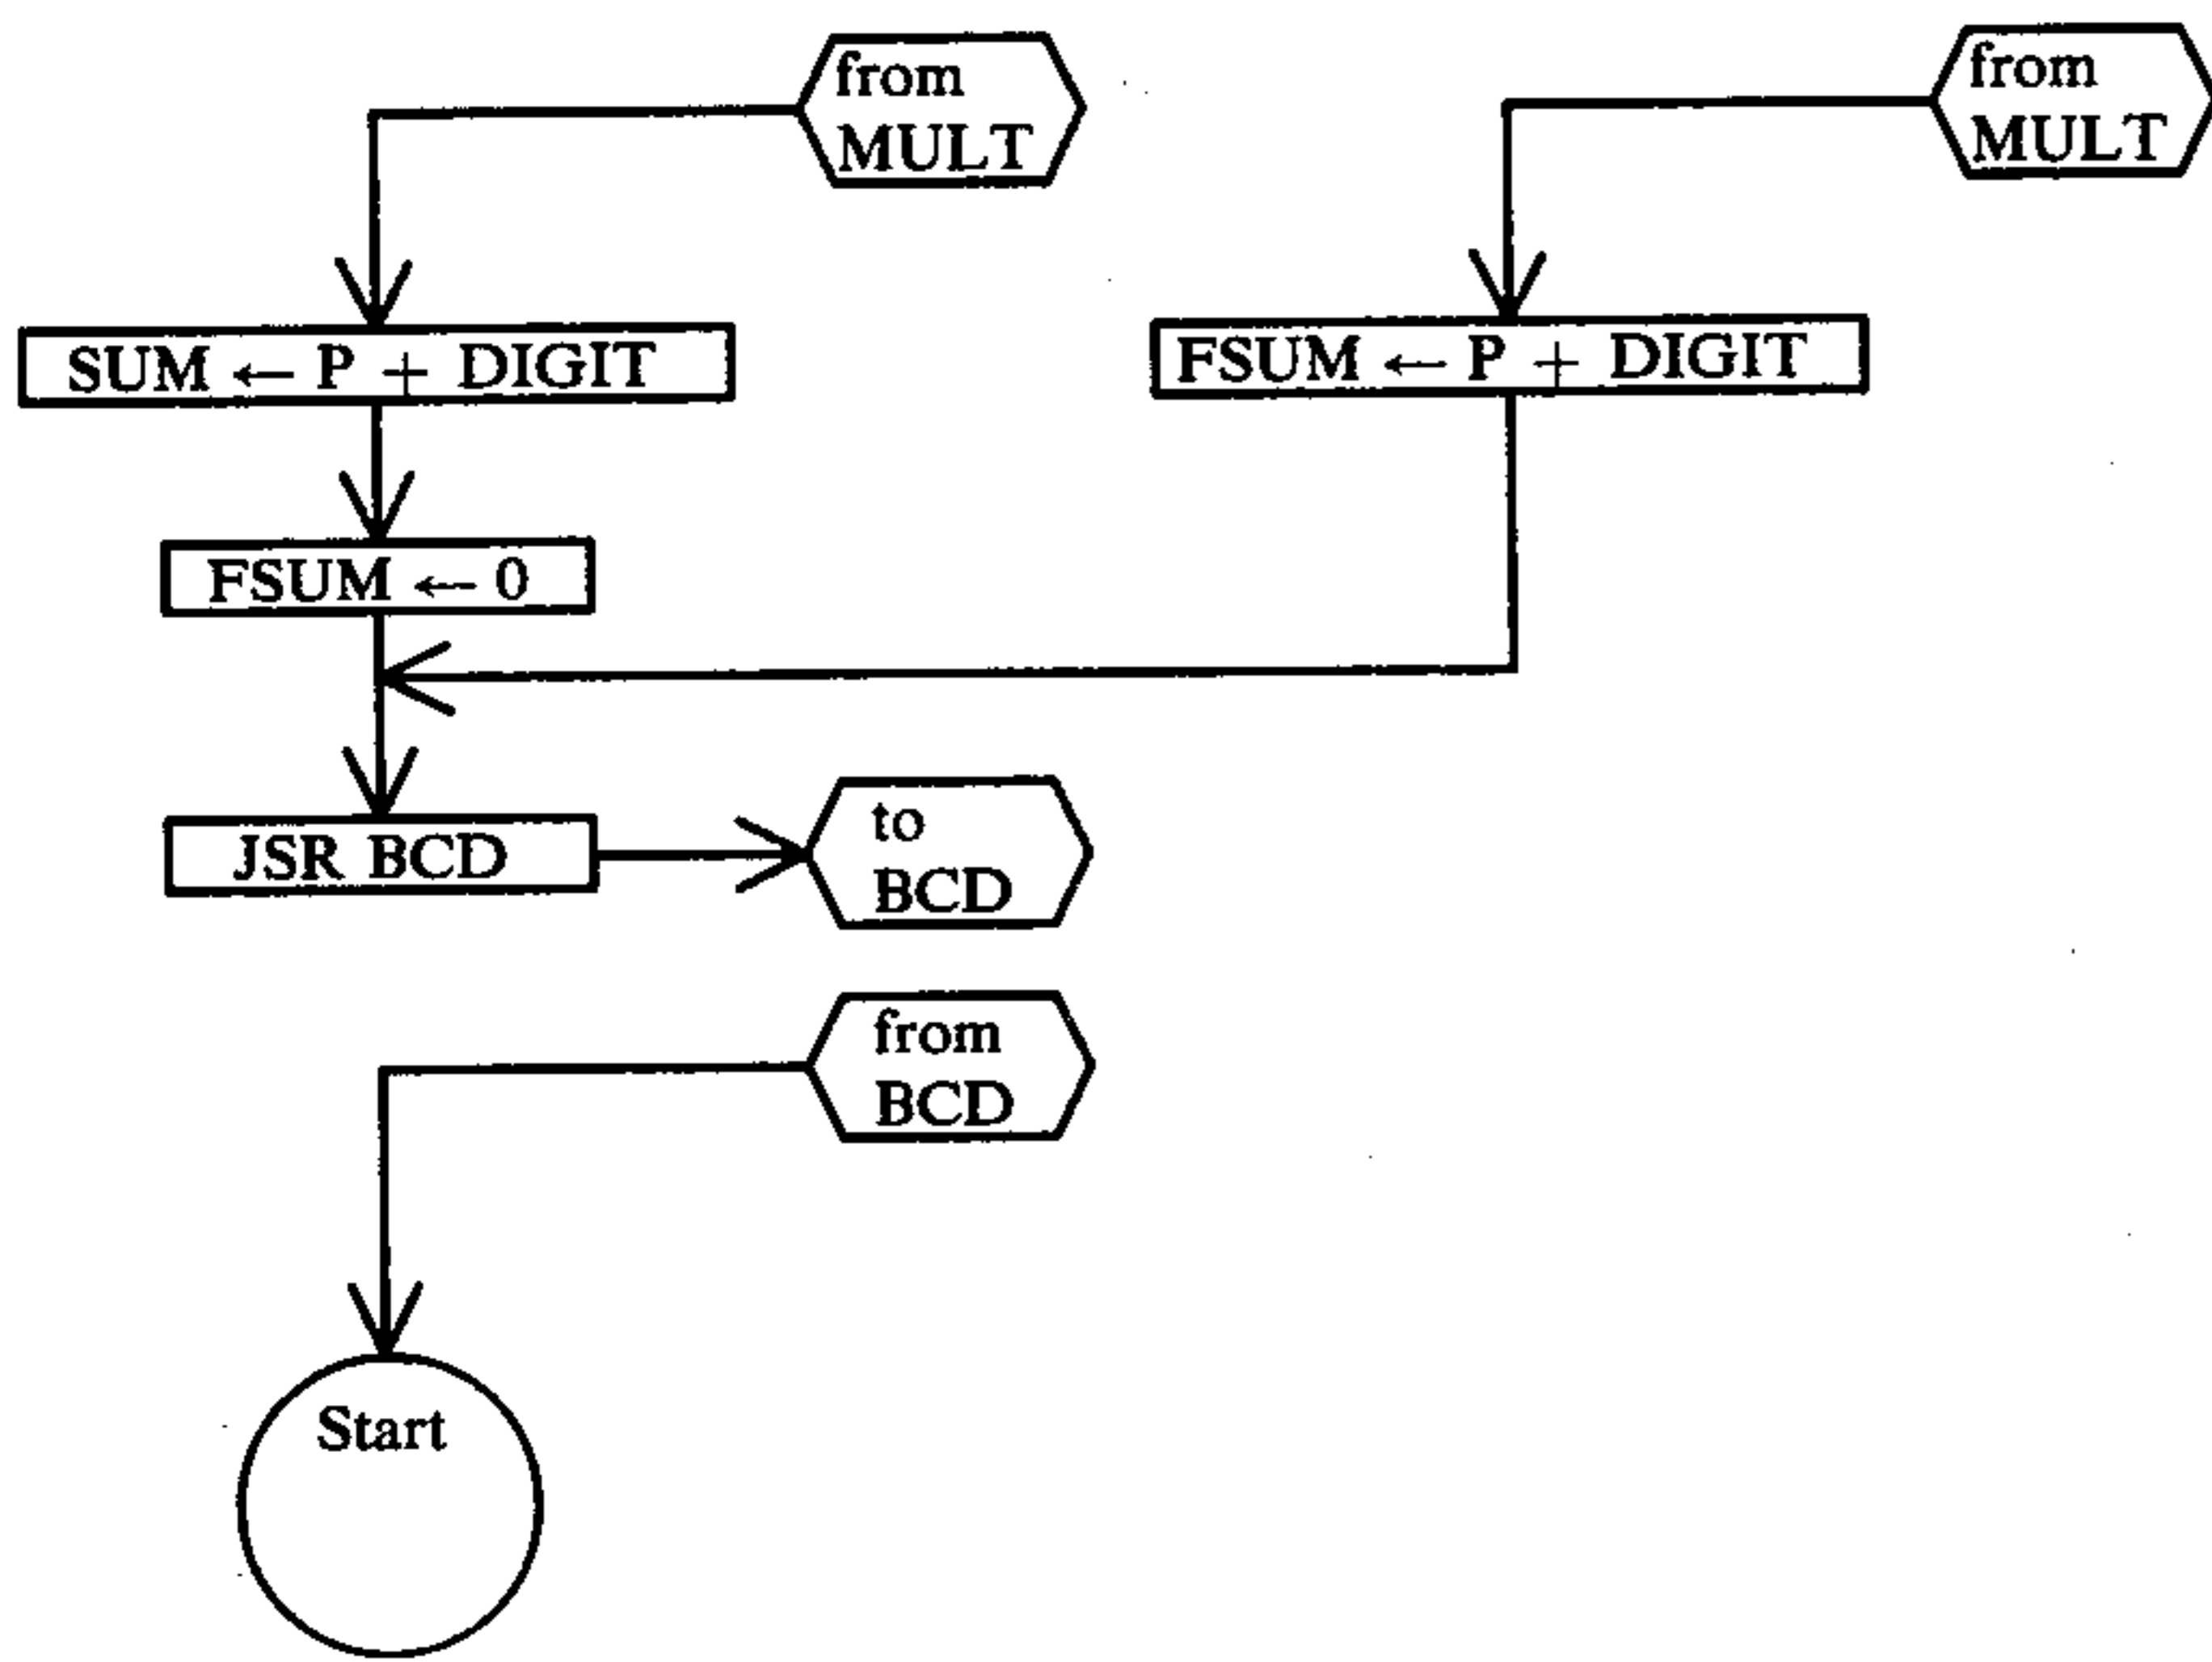 from
MULT
from
MULT
SUM ← P + DIGIT
FSUM ← P + DIGIT
FSUM ← 0
JSR BCD
to
BCD
from
BCD
Start